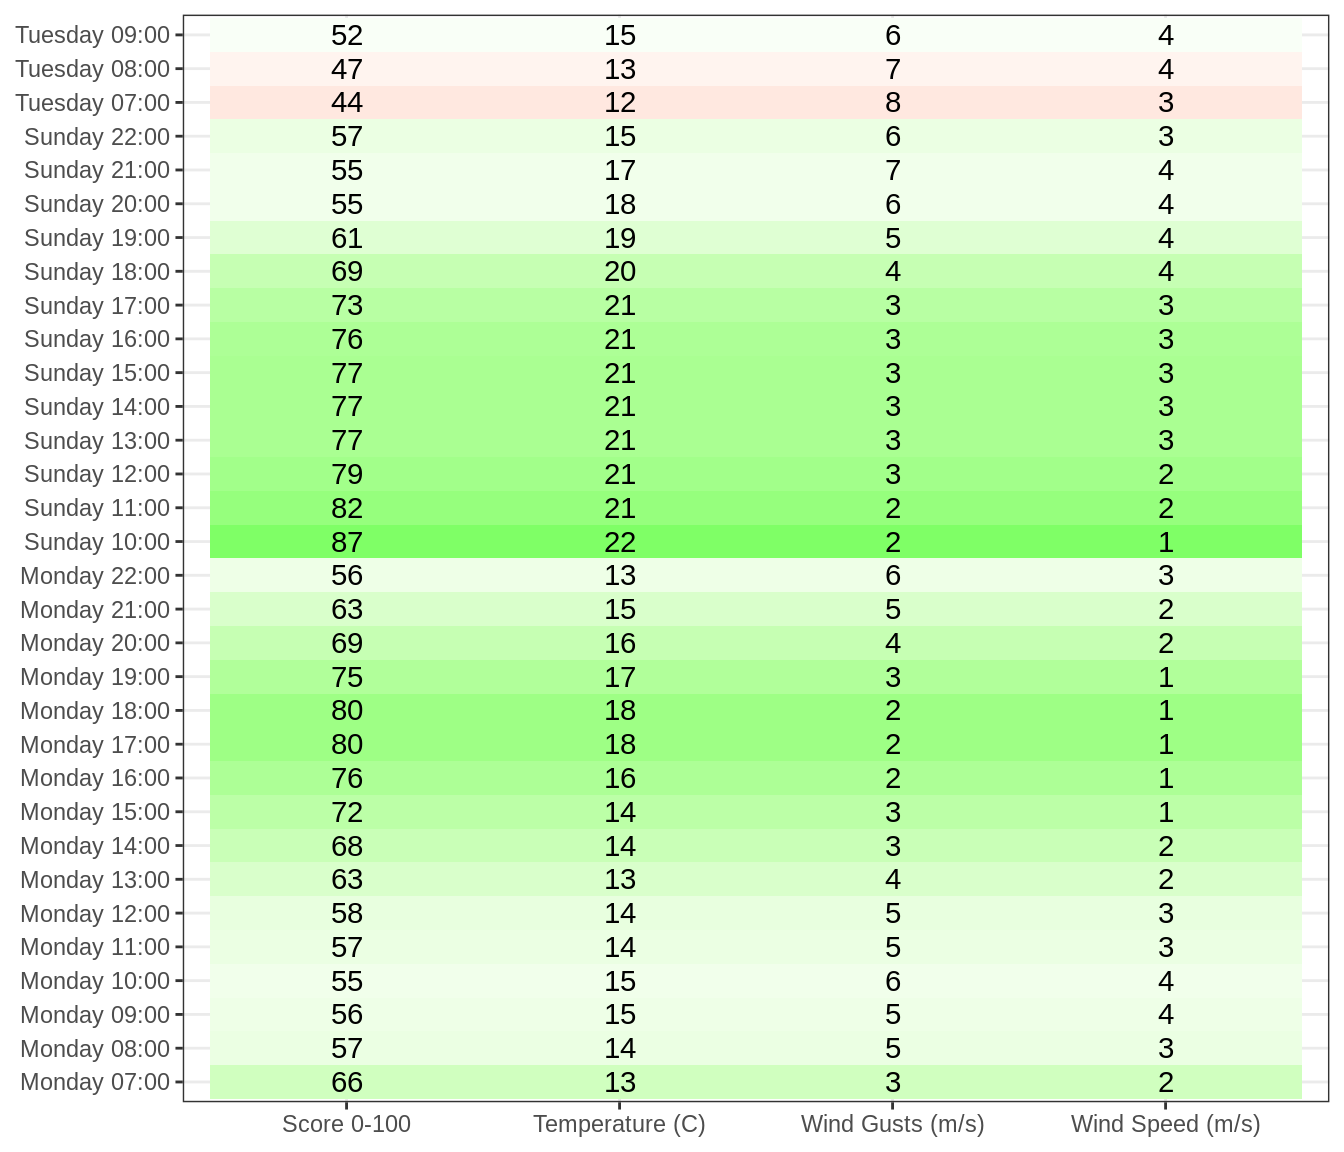 Tuesday 09:00 52 15 6 4
Tuesday 08:00 47 13 7 4
Tuesday 07:00 44 12 8 3
Sunday 22:00 57 15 6 3
Sunday 21:00 55 17 7 4
Sunday 20:00 55 18 6 4
Sunday 19:00 61 19 5 4
Sunday 18:00 69 20 4 4
Sunday 17:00 73 21 3 3
Sunday 16:00 76 21 3 3
Sunday 15:00 77 21 3 3
Sunday 14:00 77 21 3 3
Sunday 13:00 77 21 3 3
Sunday 12:00 79 21 3 2
Sunday 11:00 82 21 2 2
Sunday 10:00 87 22 2 1
Monday 22:00 56 13 6 3
Monday 21:00 63 15 5 2
Monday 20:00 69 16 4 2
Monday 19:00 75 17 3 1
Monday 18:00 80 18 2 1
Monday 17:00 80 18 2 1
Monday 16:00 76 16 2 1
Monday 15:00 72 14 3 1
Monday 14:00 68 14 3 2
Monday 13:00 63 13 4 2
Monday 12:00 58 14 5 3
Monday 11:00 57 14 5 3
Monday 10:00 55 15 6 4
Monday 09:00 56 15 5 4
Monday 08:00 57 14 5 3
Monday 07:00 66 13 3 2
Score 0-100 Temperature (C) Wind Gusts (m/s) Wind Speed (m/s)